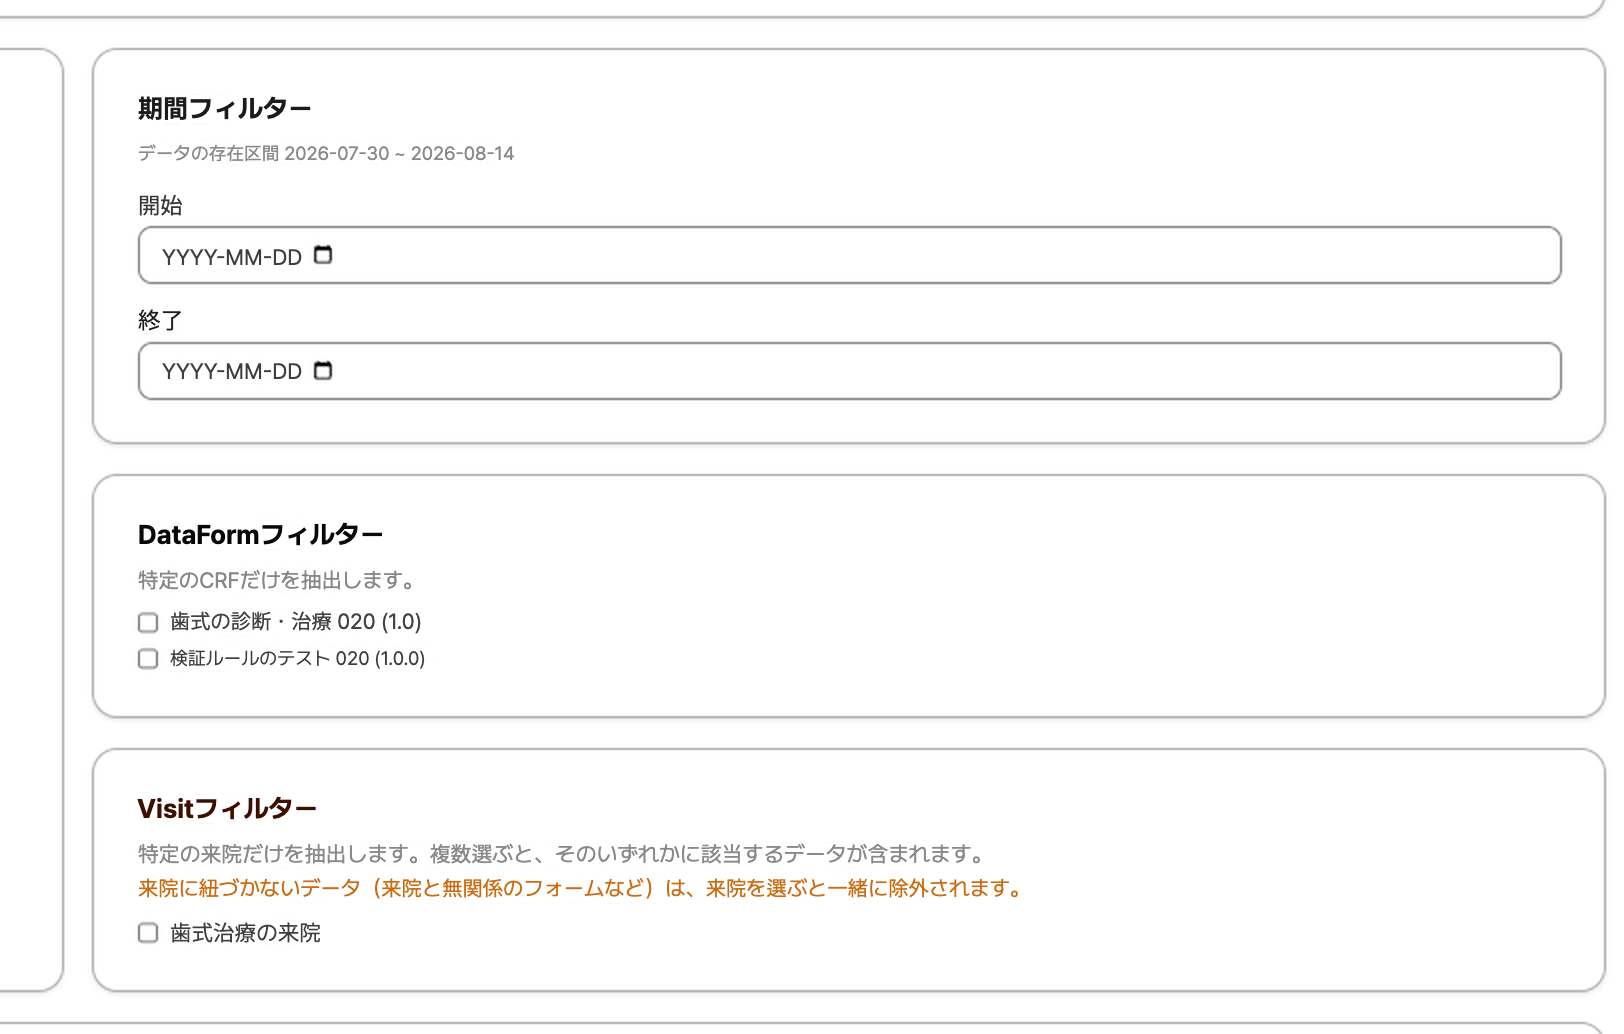 期間フィルター
データの存在区間 2026-07-30 ~ 2026-08-14
開始
YYYY-MM-DD
終了
YYYY-MM-DD
DataFormフィルター
特定のCRFだけを抽出します。
歯式の診断・治療 020 (1.0)
検証ルールのテスト 020 (1.0.0)
Visitフィルター
特定の来院だけを抽出します。複数選ぶと、そのいずれかに該当するデータが含まれます。
来院に紐づかないデータ（来院と無関係のフォームなど）は、来院を選ぶと一緒に除外されます。
歯式治療の来院